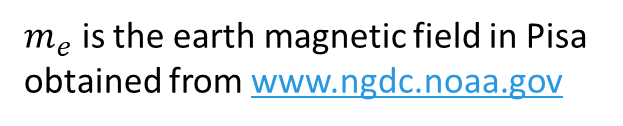 m_e is the earth magnetic field in Pisa
obtained from www.ngdc.noaa.gov